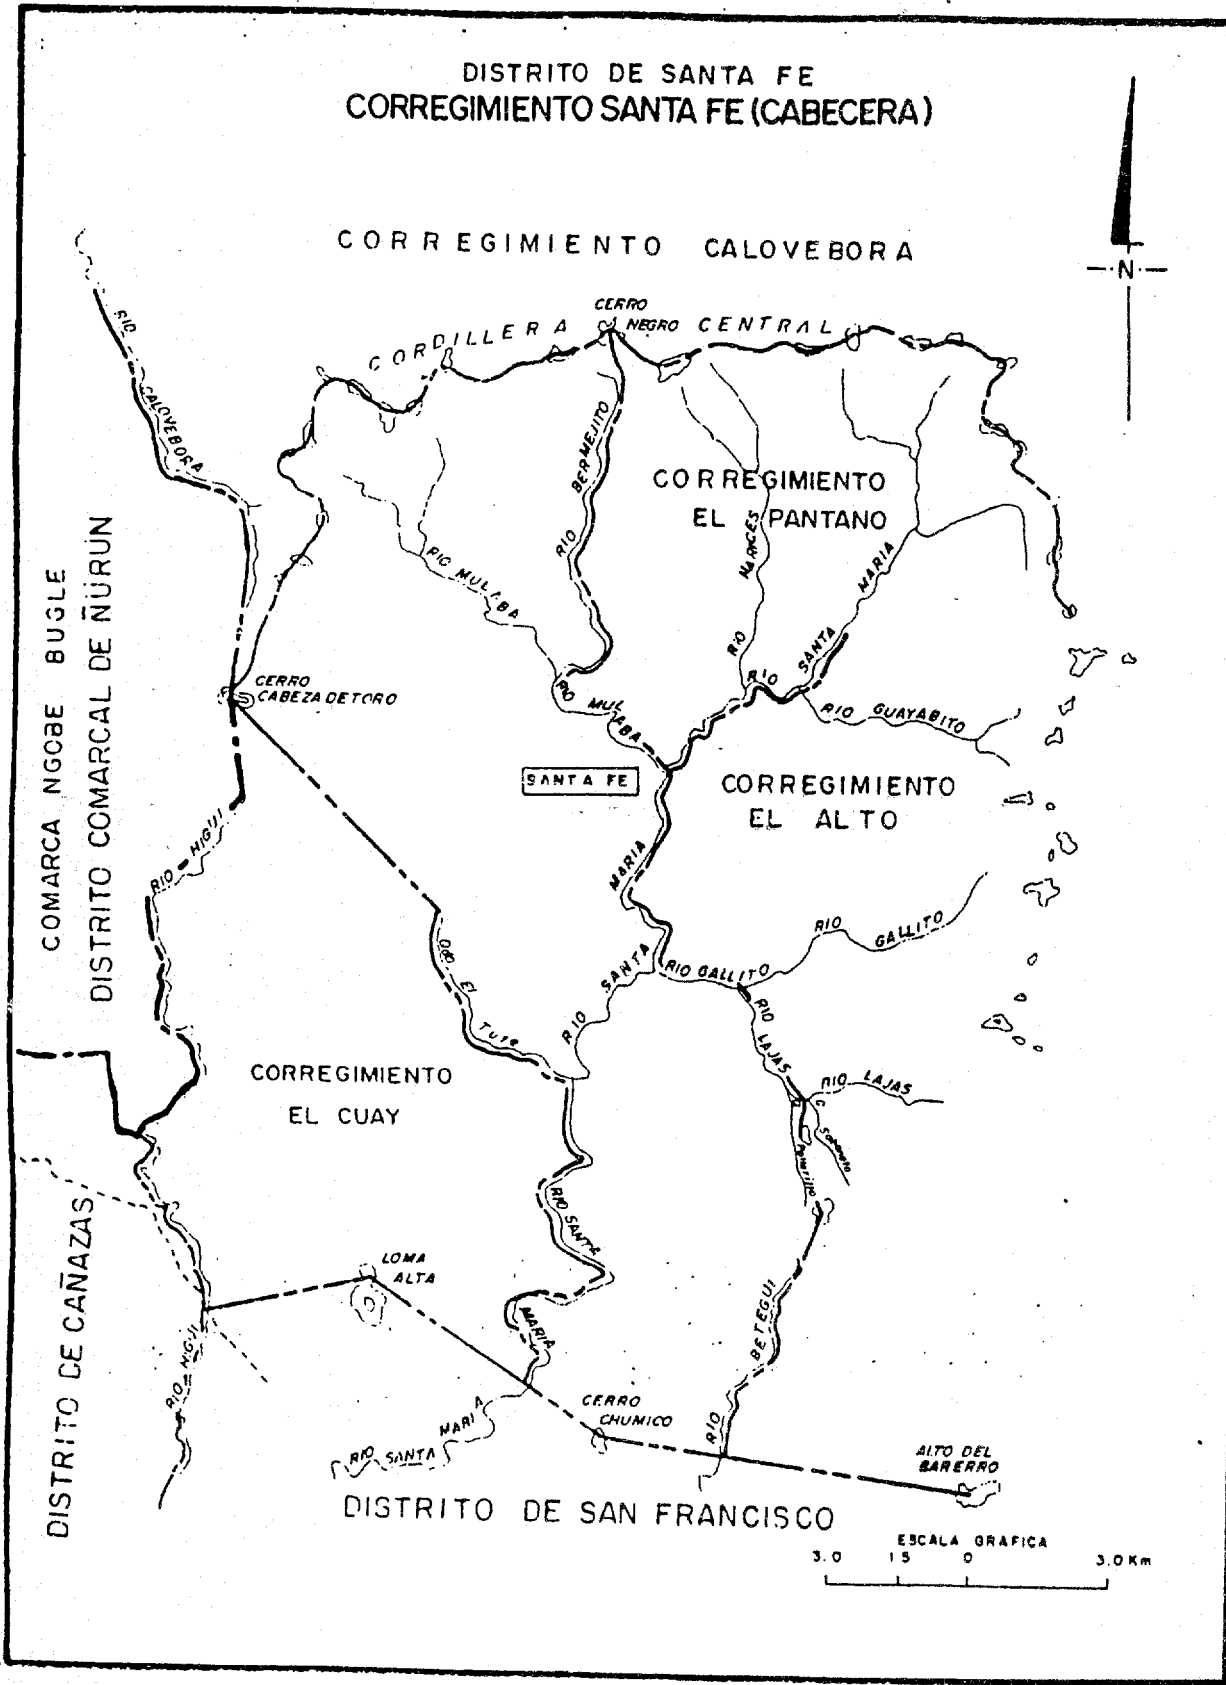 DISTRITO DE SANTA FE
CORREGIMIENTO SANTA FE (CABECERA)
CORREGIMIENTO CALOVEBORA
N
CERRO
NEGRO
CORDILLERA CENTRAL
RIO
CALOVEBORA
RIO BERMEJITO
CORREGIMIENTO
EL PANTANO
RIO NARICES
RIO MULABA
RIO SANTA MARIA
COMARCA NGOBE BUGLE
DISTRITO COMARCAL DE ÑÜRÜN
CERRO
CABEZA DE TORO
RIO MULABA
RIO GUAYABITO
SANTA FE
CORREGIMIENTO
EL ALTO
RIO HIGUI
MARIA
RIO GALLITO
RIO SANTA
RIO GALLITO
Qda El Tute
RIO LAJAS
RIO LAJAS
CORREGIMIENTO
EL CUAY
RIO SANTA
MARIA
LOMA
ALTA
DISTRITO DE CAÑAZAS
RIO HIGUI
RIO BETEGUI
CERRO
CHUMICO
RIO SANTA MARIA
ALTO DEL
BARERRO
DISTRITO DE SAN FRANCISCO
ESCALA GRAFICA
3.0 15 0 3.0 Km